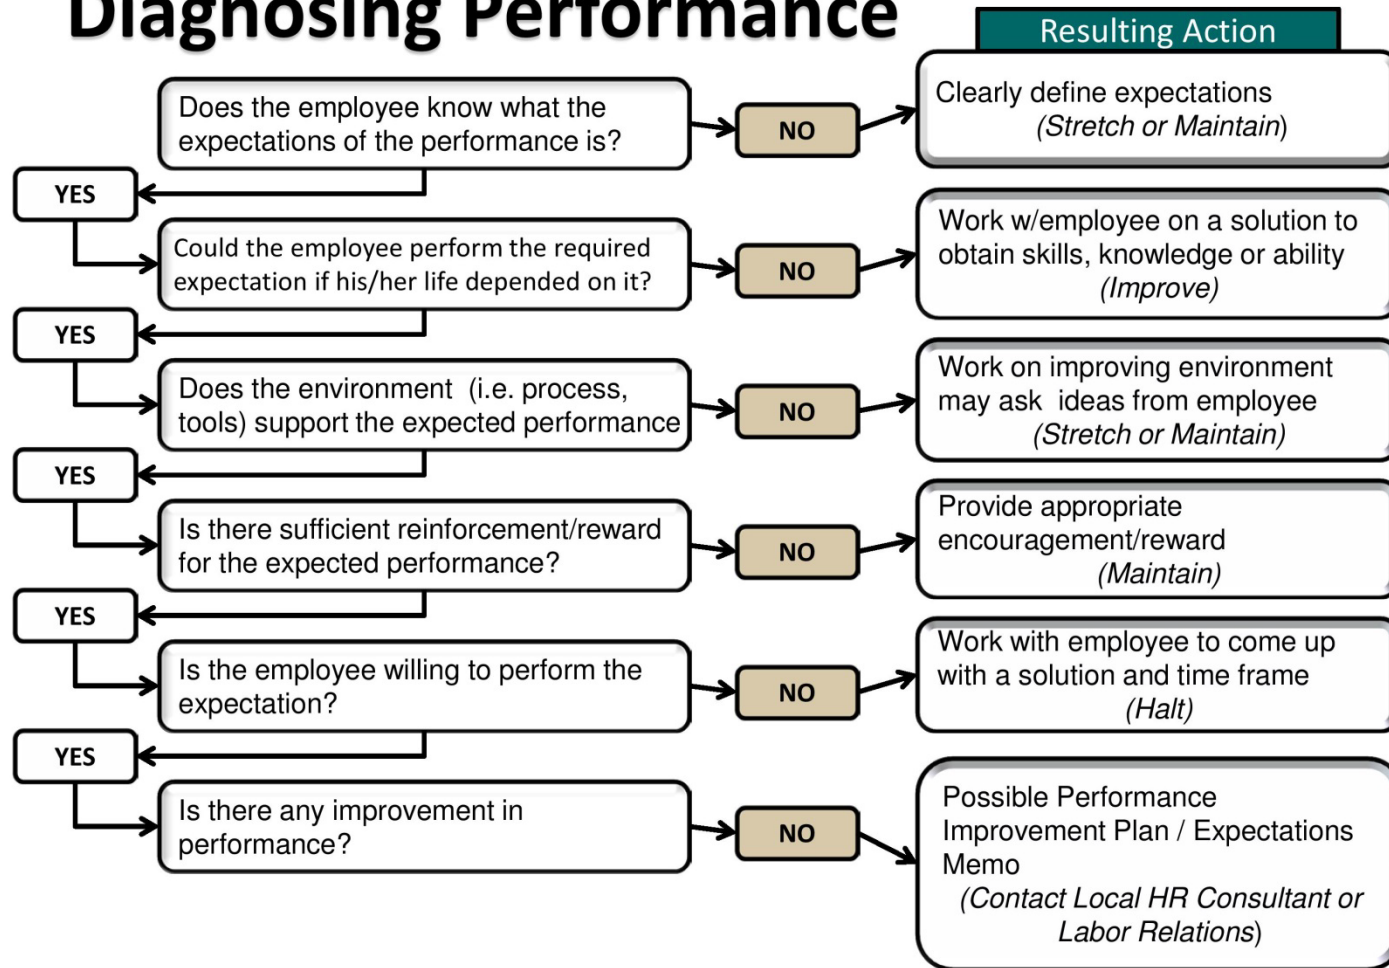 Diagnosing Performance
Resulting Action
Does the employee know what the
expectations of the performance is?
NO
Clearly define expectations
(Stretch or Maintain)
YES
Could the employee perform the required
expectation if his/her life depended on it?
NO
Work w/employee on a solution to
obtain skills, knowledge or ability
(Improve)
YES
Does the environment  (i.e. process,
tools) support the expected performance
NO
Work on improving environment
may ask  ideas from employee
(Stretch or Maintain)
YES
Is there sufficient reinforcement/reward
for the expected performance?
NO
Provide appropriate
encouragement/reward
(Maintain)
YES
Is the employee willing to perform the
expectation?
NO
Work with employee to come up
with a solution and time frame
(Halt)
YES
Is there any improvement in
performance?
NO
Possible Performance
Improvement Plan / Expectations
Memo
(Contact Local HR Consultant or
Labor Relations)